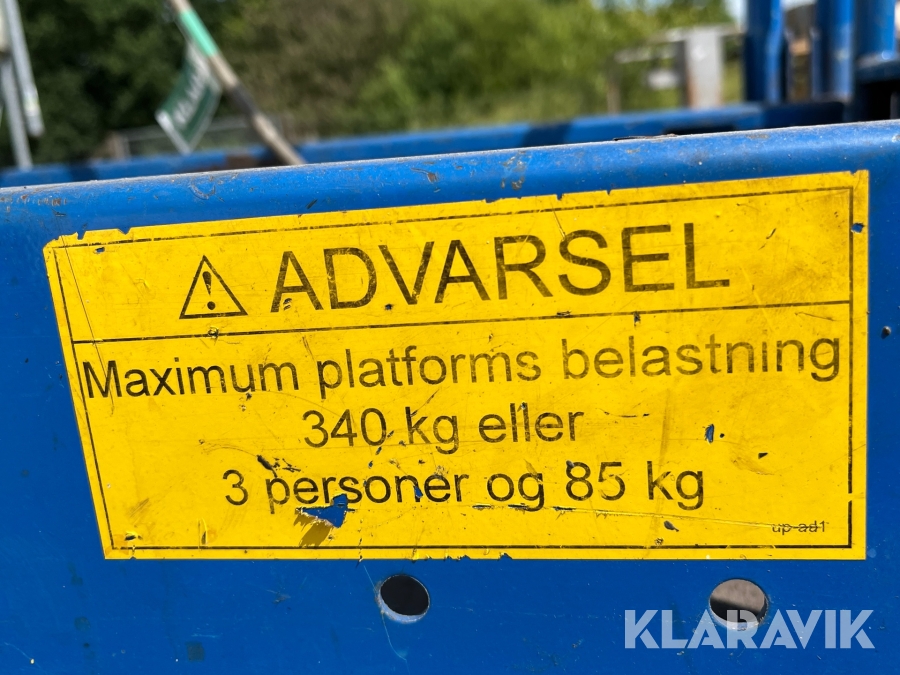 ADVARSEL
Maximum platforms belastning
340 kg eller
3 personer og 85 kg
up-ad1
KLARAVIK